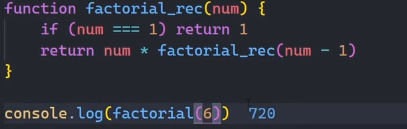 function factorial_rec(num) {
    if (num === 1) return 1
    return num * factorial_rec(num - 1)
}

console.log(factorial(6)) 720